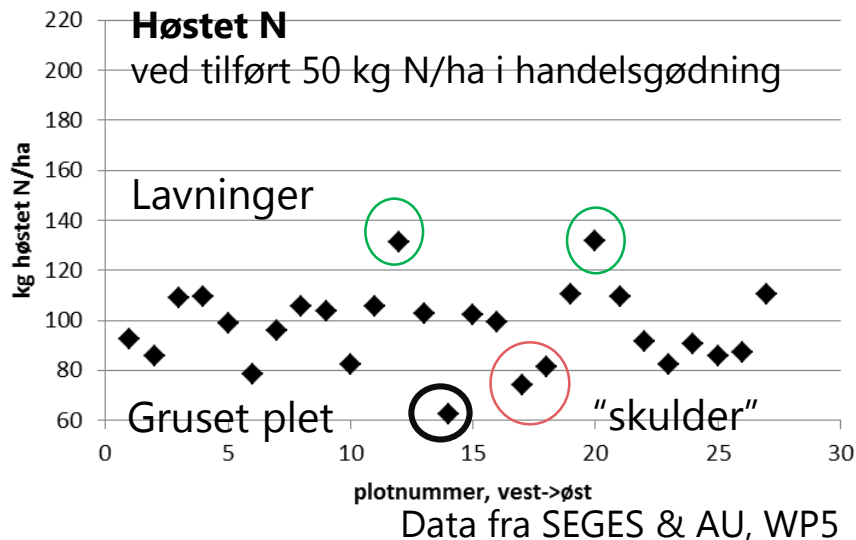 Høstet N
ved tilført 50 kg N/ha i handelsgødning
kg høstet N/ha
220
200
180
160
140
120
100
80
60
Lavninger
Gruset plet
“skulder”
0
5
10
15
20
25
30
plotnummer, vest->øst
Data fra SEGES & AU, WP5